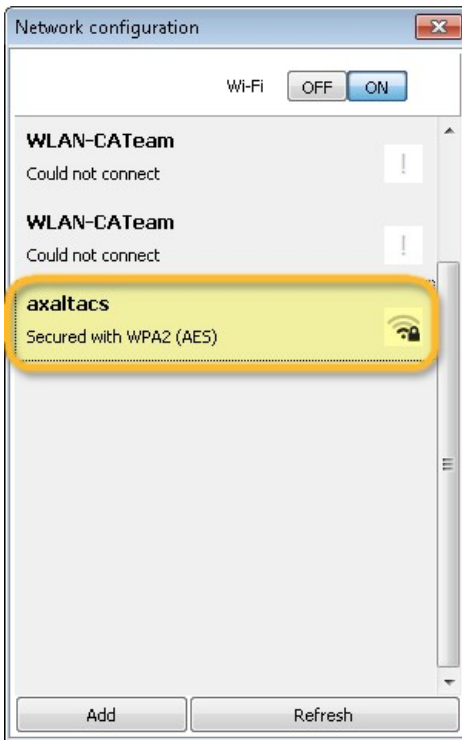 Network configuration
Wi-Fi OFF ON
WLAN-CATeam
Could not connect
WLAN-CATeam
Could not connect
axaltacs
Secured with WPA2 (AES)
Add Refresh